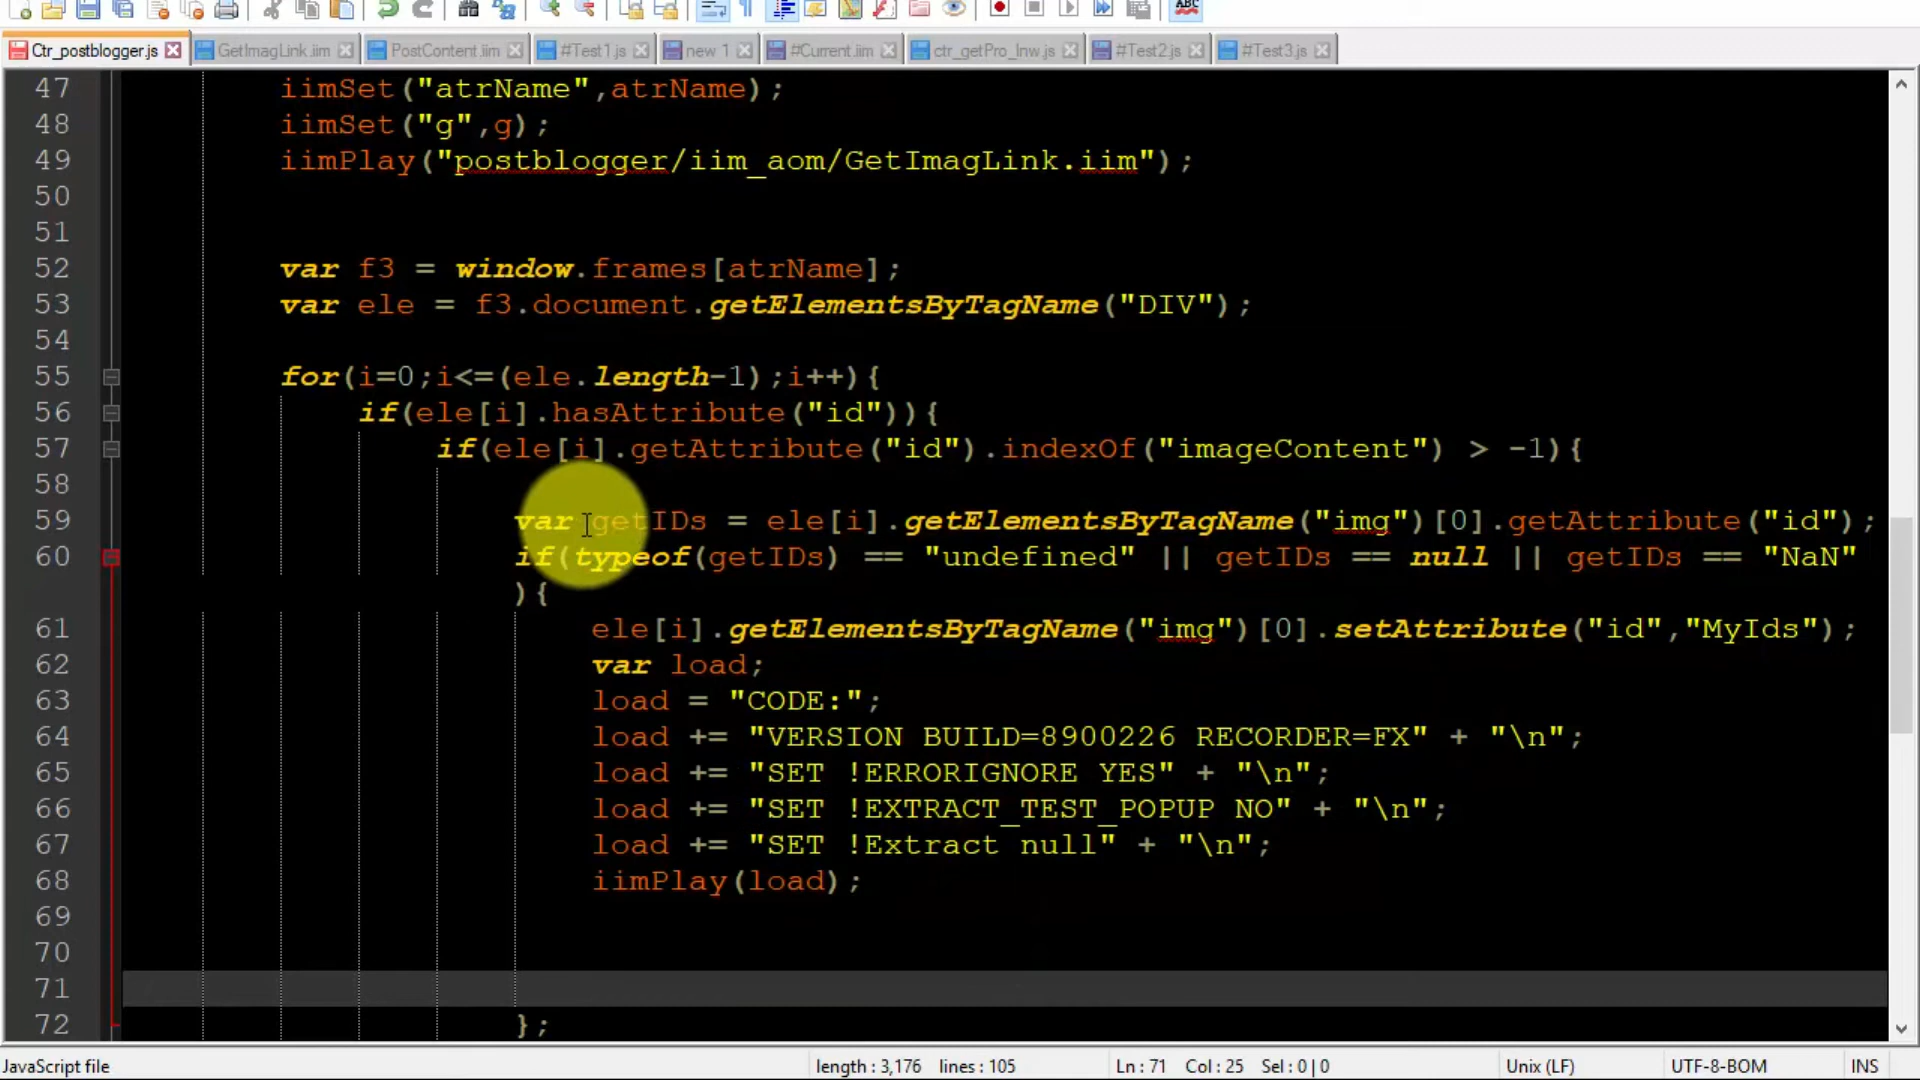 Ctr_postblogger.js GetImagLink.iim PostContent.iim #Test1.js new 1 #Current.iim ctr_getPro_lnw.js #Test2.js #Test3.js
47 iimSet("atrName",atrName);
48 iimSet("g",g);
49 iimPlay("postblogger/iim_aom/GetImagLink.iim");
50
51
52 var f3 = window.frames[atrName];
53 var ele = f3.document.getElementsByTagName("DIV");
54
55 for(i=0;i<=(ele.length-1);i++){
56 if(ele[i].hasAttribute("id")){
57 if(ele[i].getAttribute("id").indexOf("imageContent") > -1){
58
59 var getIDs = ele[i].getElementsByTagName("img")[0].getAttribute("id");
60 if(typeof(getIDs) == "undefined" || getIDs == null || getIDs == "NaN"
){
61 ele[i].getElementsByTagName("img")[0].setAttribute("id","MyIds");
62 var load;
63 load = "CODE:";
64 load += "VERSION BUILD=8900226 RECORDER=FX" + "\n";
65 load += "SET !ERRORIGNORE YES" + "\n";
66 load += "SET !EXTRACT_TEST_POPUP NO" + "\n";
67 load += "SET !Extract null" + "\n";
68 iimPlay(load);
69
70
71
72 };
JavaScript file length : 3,176 lines : 105 Ln : 71 Col : 25 Sel : 0 | 0 Unix (LF) UTF-8-BOM INS